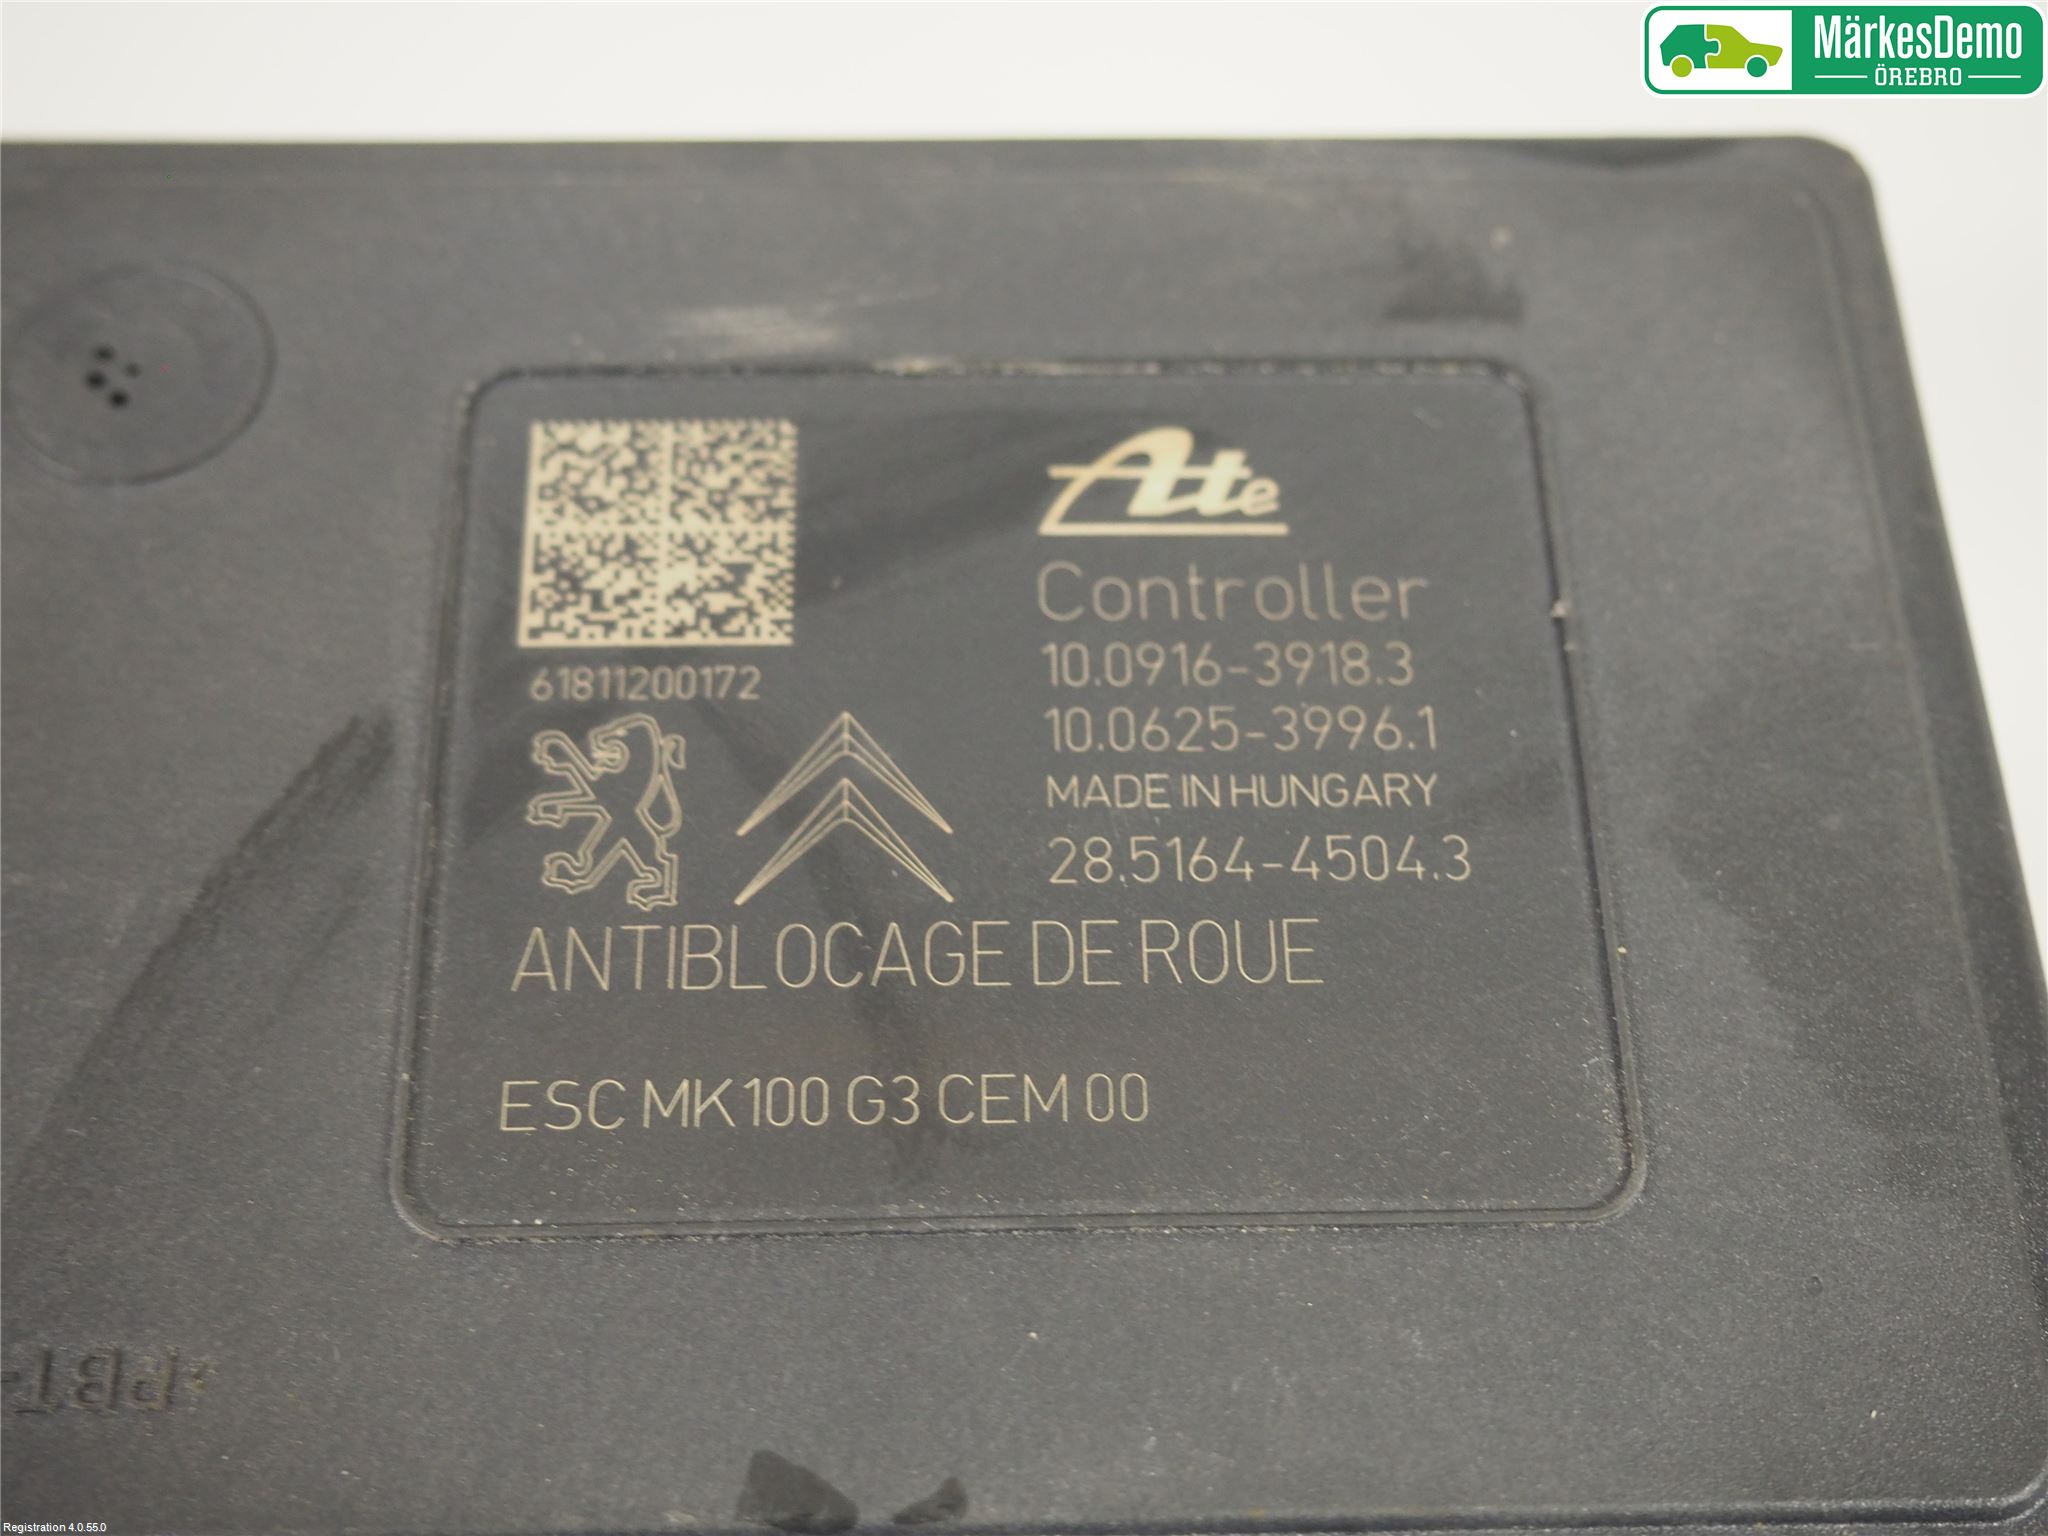 MärkesDemo
ÖREBRO
Ate
Controller
10.0916-3918.3
10.0625-3996.1
MADE IN HUNGARY
28.5164-4504.3
61811200172
ANTIBLOCAGE DE ROUE
ESC MK100 G3 CEM 00
>PBT-
Registration 4.0.55.0